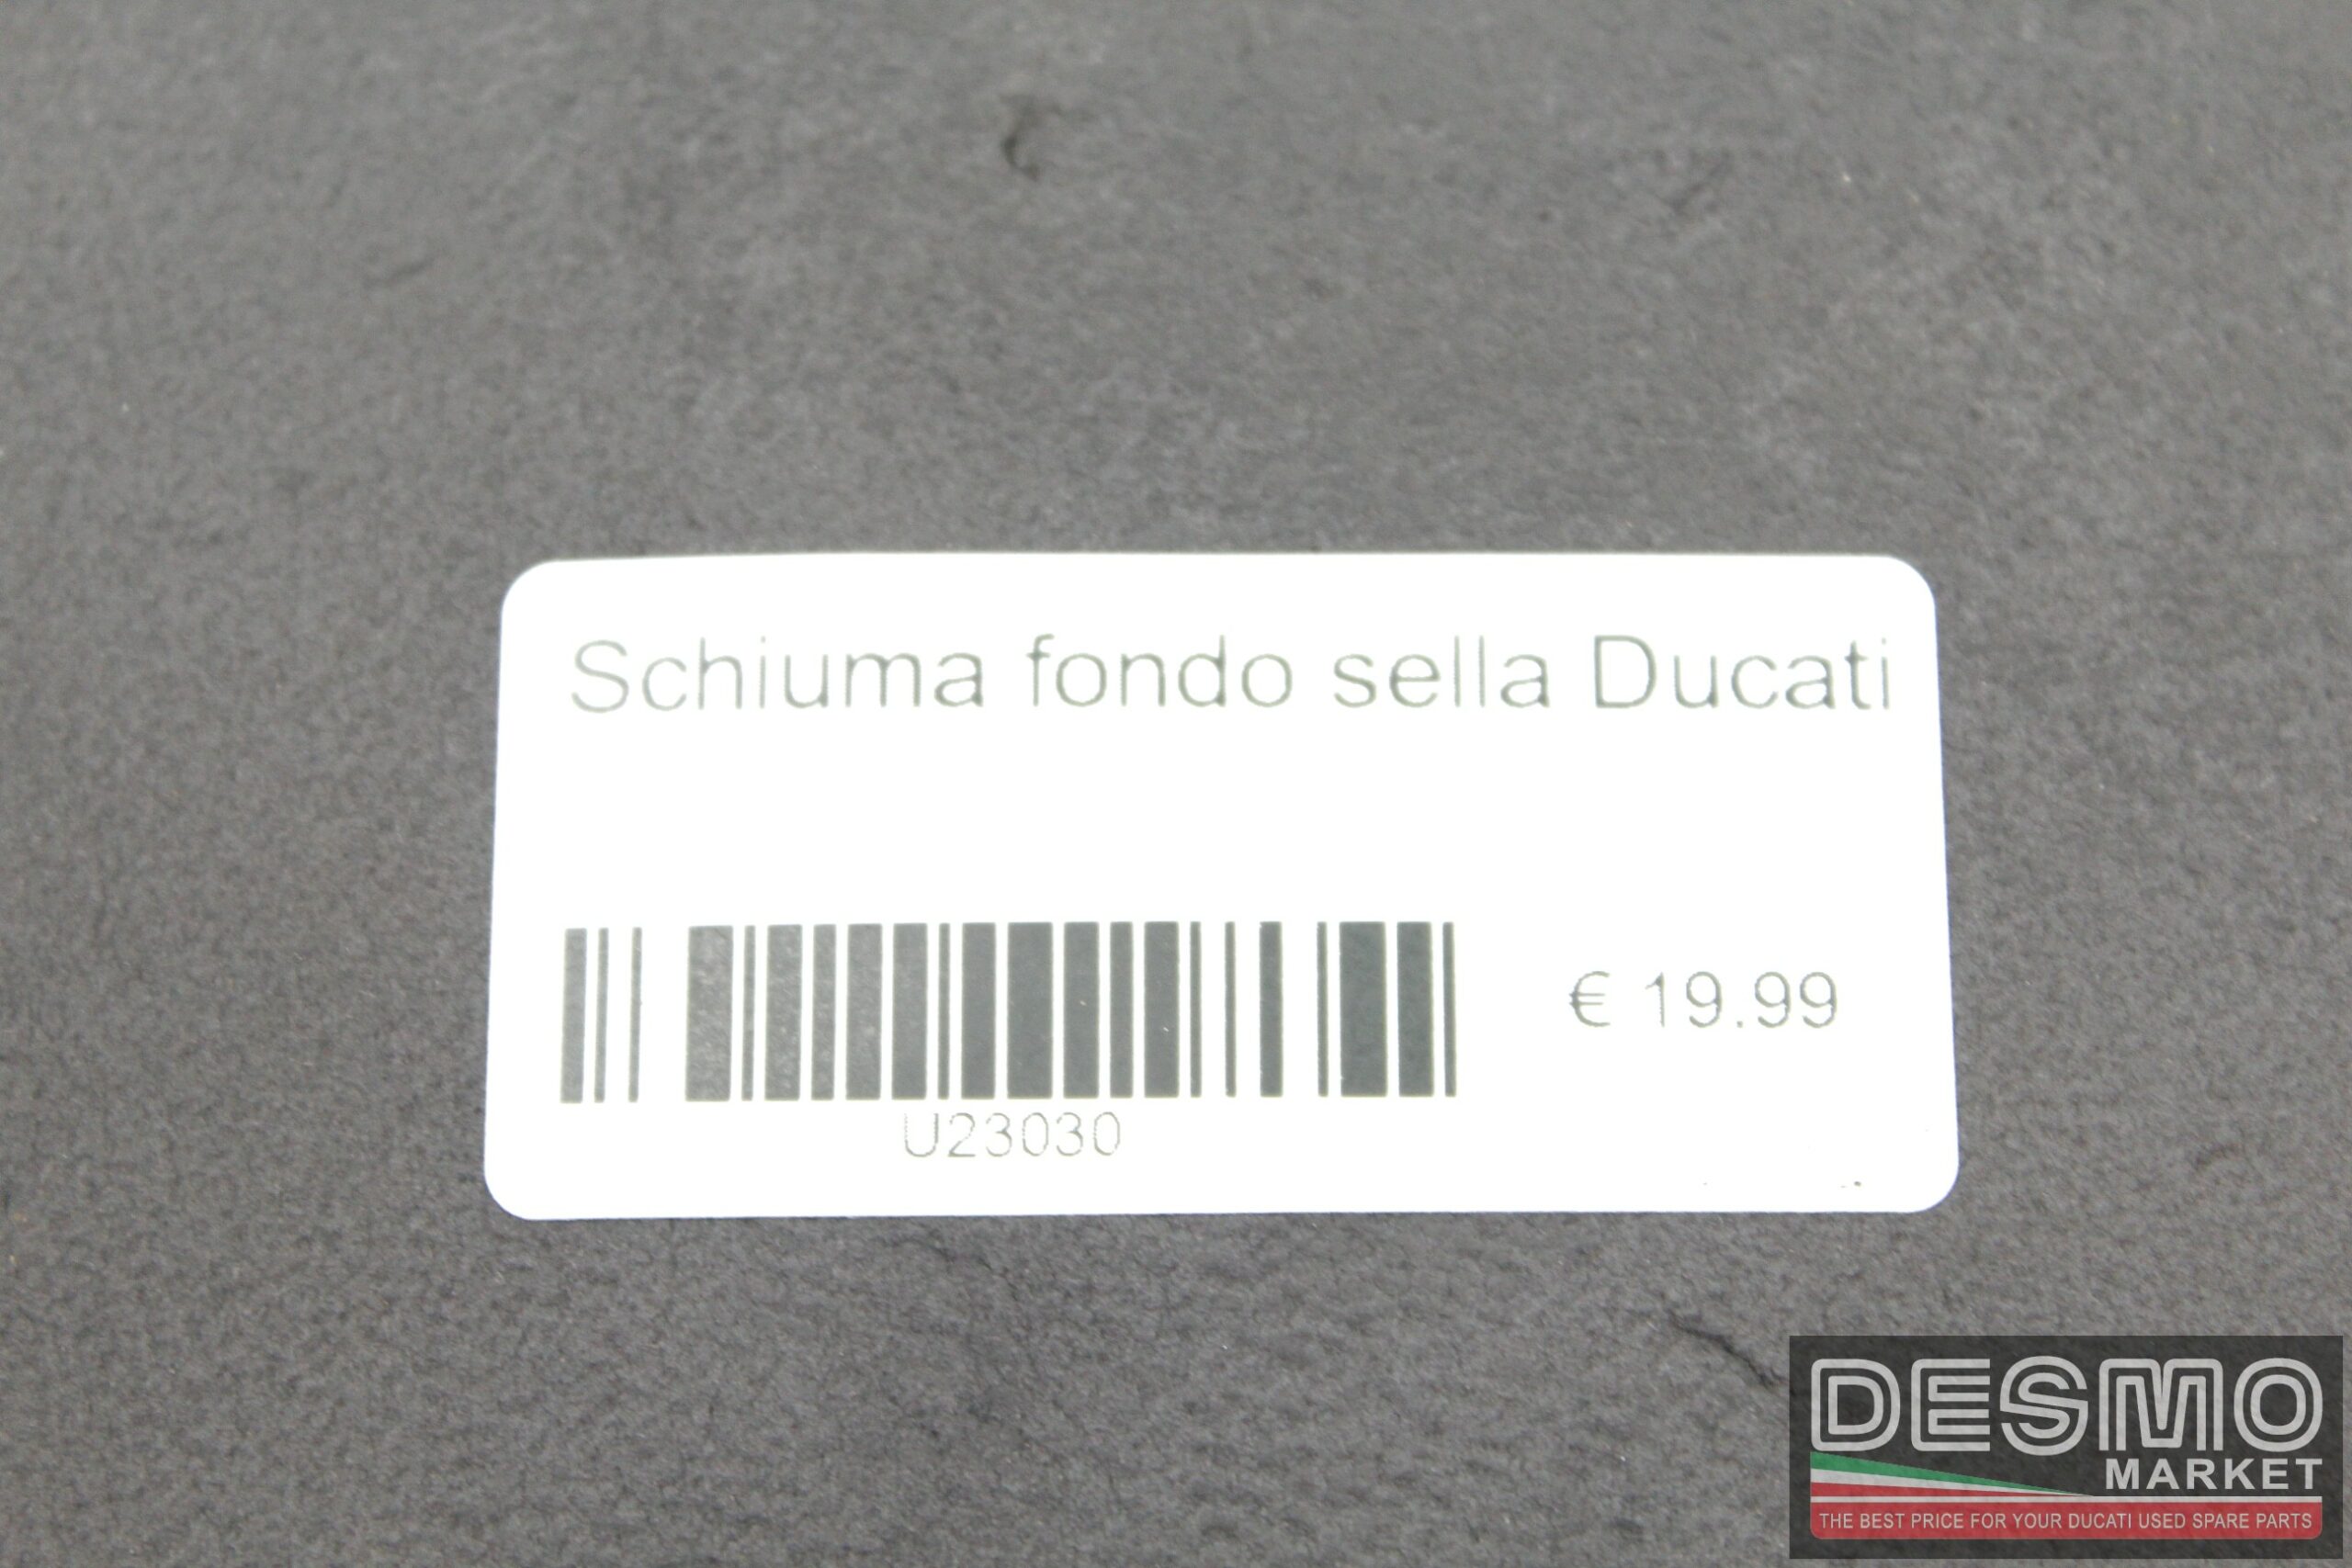 Schiuma fondo sella Ducati
€ 19.99
U23030
DESMO
MARKET
THE BEST PRICE FOR YOUR DUCATI USED SPARE PARTS